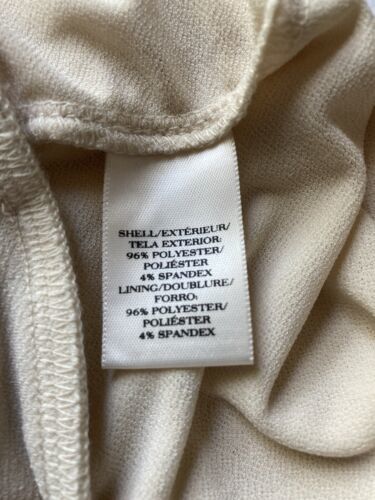 SHELL/EXTÉRIEUR/
TELA EXTERIOR:
96% POLYESTER/
POLIÉSTER
4% SPANDEX
LINING/DOUBLURE/
FORRO:
96% POLYESTER/
POLIÉSTER
4% SPANDEX